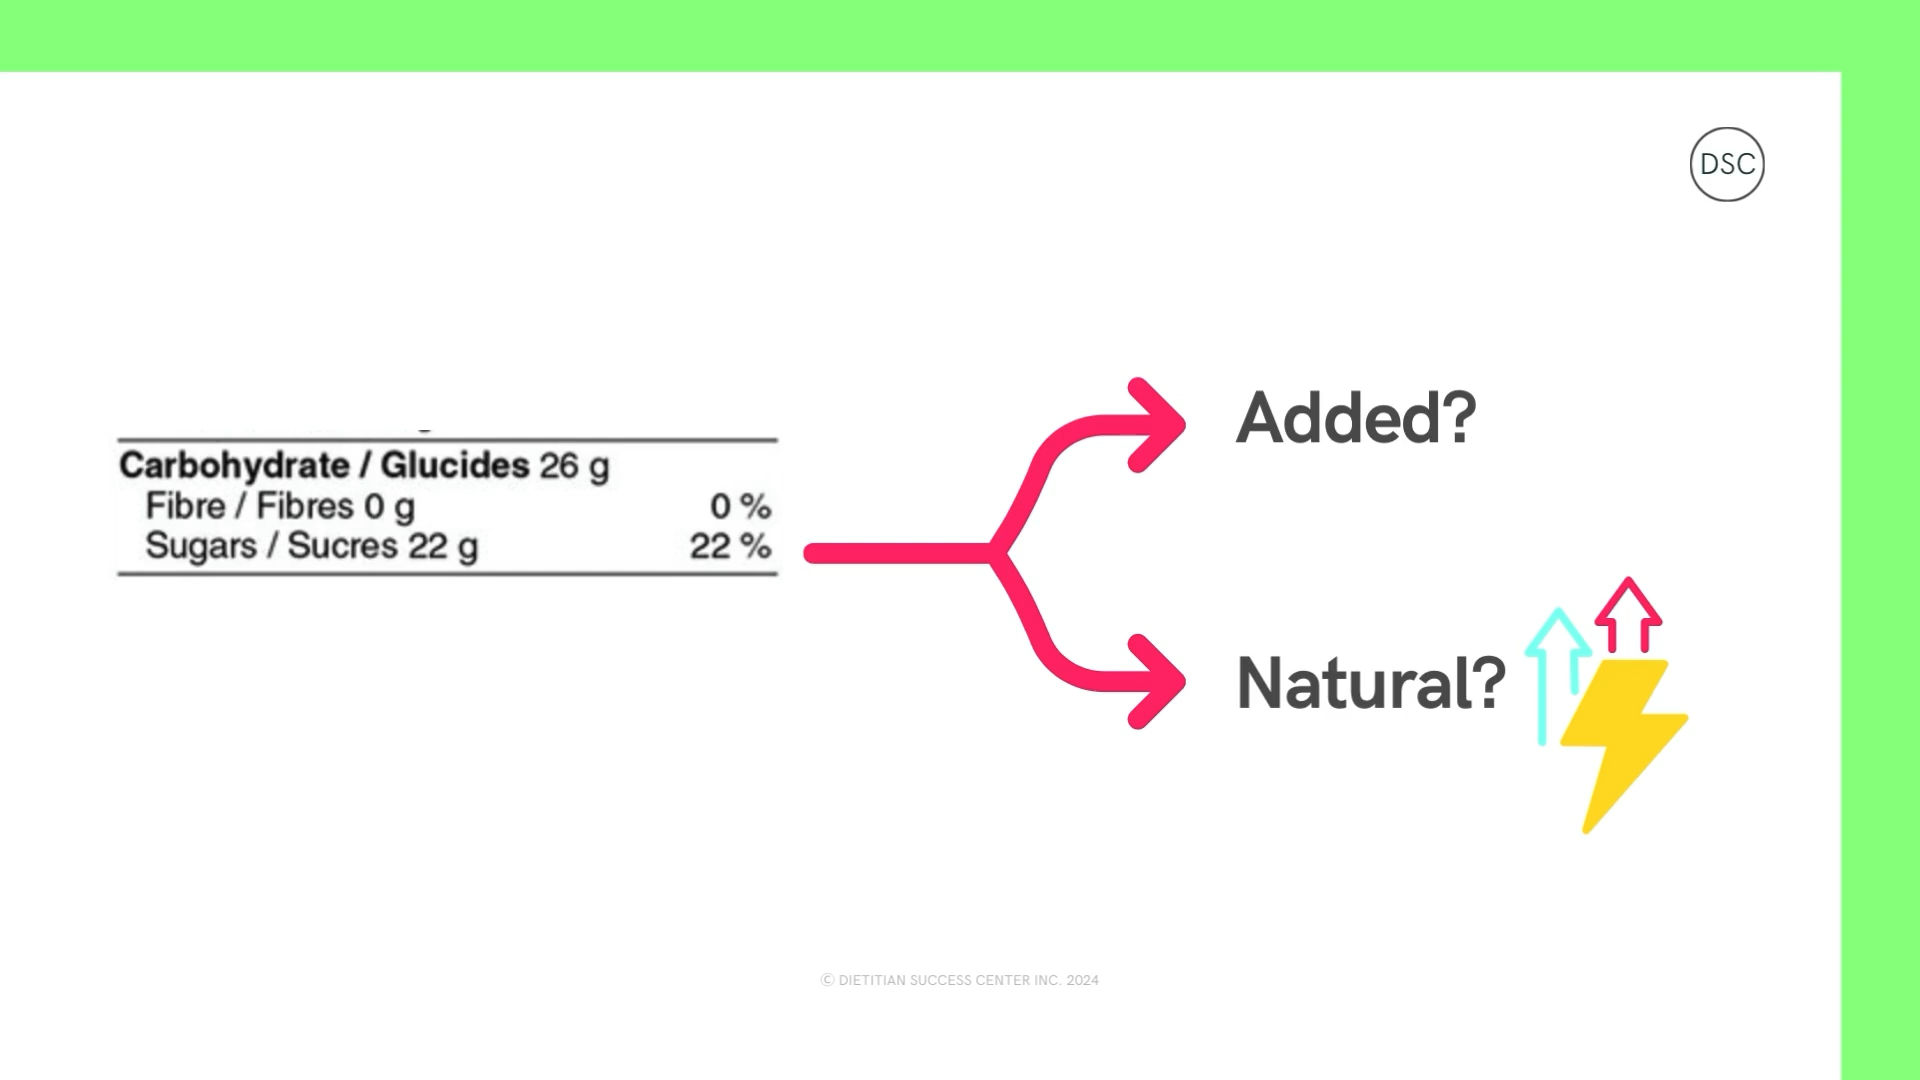 DSC
Added?
Carbohydrate / Glucides 26 g
Fibre / Fibres 0 g 0 %
Sugars / Sucres 22 g 22 %
Natural?
© DIETITIAN SUCCESS CENTER INC. 2024